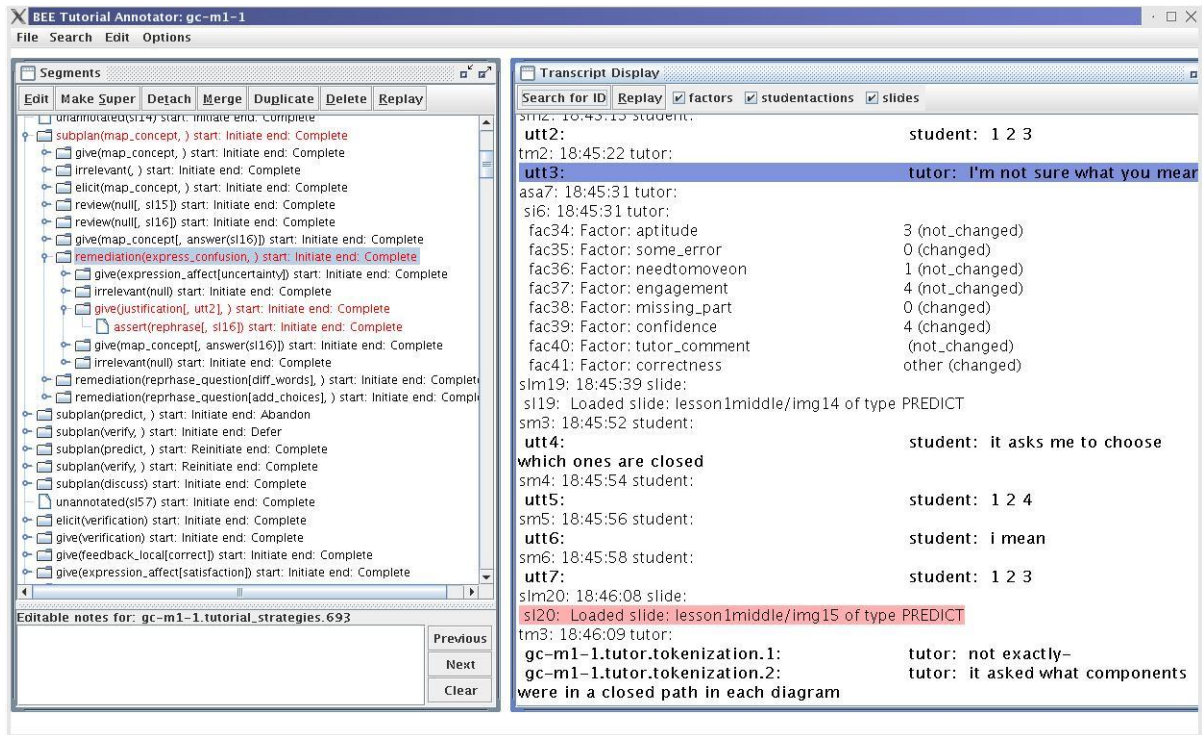 BEE Tutorial Annotator: gc-m1-1
File Search Edit Options
Segments
Edit Make Super Detach Merge Duplicate Delete Replay
unannotated(sl14) start: Initiate end: Complete
subplan(map_concept, ) start: Initiate end: Complete
give(map_concept, ) start: Initiate end: Complete
irrelevant(, ) start: Initiate end: Complete
elicit(map_concept, ) start: Initiate end: Complete
review(null[, sl15]) start: Initiate end: Complete
review(null[, sl16]) start: Initiate end: Complete
give(map_concept[, answer(sl16)]) start: Initiate end: Complete
remediation(express_confusion, ) start: Initiate end: Complete
give(expression_affect[uncertainty]) start: Initiate end: Complete
irrelevant(null) start: Initiate end: Complete
give(justification[, utt2], ) start: Initiate end: Complete
assert(rephrase[, sl16]) start: Initiate end: Complete
give(map_concept[, answer(sl16)]) start: Initiate end: Complete
irrelevant(null) start: Initiate end: Complete
remediation(reprhase_question[diff_words], ) start: Initiate end: Complet
remediation(reprhase_question[add_choices], ) start: Initiate end: Compl
subplan(predict, ) start: Initiate end: Abandon
subplan(verify, ) start: Initiate end: Defer
subplan(predict, ) start: Reinitiate end: Complete
subplan(verify, ) start: Reinitiate end: Complete
subplan(discuss) start: Initiate end: Complete
unannotated(sl57) start: Initiate end: Complete
elicit(verification) start: Initiate end: Complete
give(verification) start: Initiate end: Complete
give(feedback_local[correct]) start: Initiate end: Complete
give(expression_affect[satisfaction]) start: Initiate end: Complete
Editable notes for: gc-m1-1.tutorial_strategies.693
Previous
Next
Clear
Transcript Display
Search for ID Replay factors studentactions slides
sm2: 18:45:15 student:
utt2: student: 1 2 3
tm2: 18:45:22 tutor:
utt3: tutor: I'm not sure what you mean
asa7: 18:45:31 tutor:
si6: 18:45:31 tutor:
fac34: Factor: aptitude 3 (not_changed)
fac35: Factor: some_error 0 (changed)
fac36: Factor: needtomoveon 1 (not_changed)
fac37: Factor: engagement 4 (not_changed)
fac38: Factor: missing_part 0 (changed)
fac39: Factor: confidence 4 (changed)
fac40: Factor: tutor_comment (not_changed)
fac41: Factor: correctness other (changed)
slm19: 18:45:39 slide:
sl19: Loaded slide: lesson1middle/img14 of type PREDICT
sm3: 18:45:52 student:
utt4: student: it asks me to choose
which ones are closed
sm4: 18:45:54 student:
utt5: student: 1 2 4
sm5: 18:45:56 student:
utt6: student: i mean
sm6: 18:45:58 student:
utt7: student: 1 2 3
slm20: 18:46:08 slide:
sl20: Loaded slide: lesson1middle/img15 of type PREDICT
tm3: 18:46:09 tutor:
gc-m1-1.tutor.tokenization.1: tutor: not exactly-
gc-m1-1.tutor.tokenization.2: tutor: it asked what components
were in a closed path in each diagram